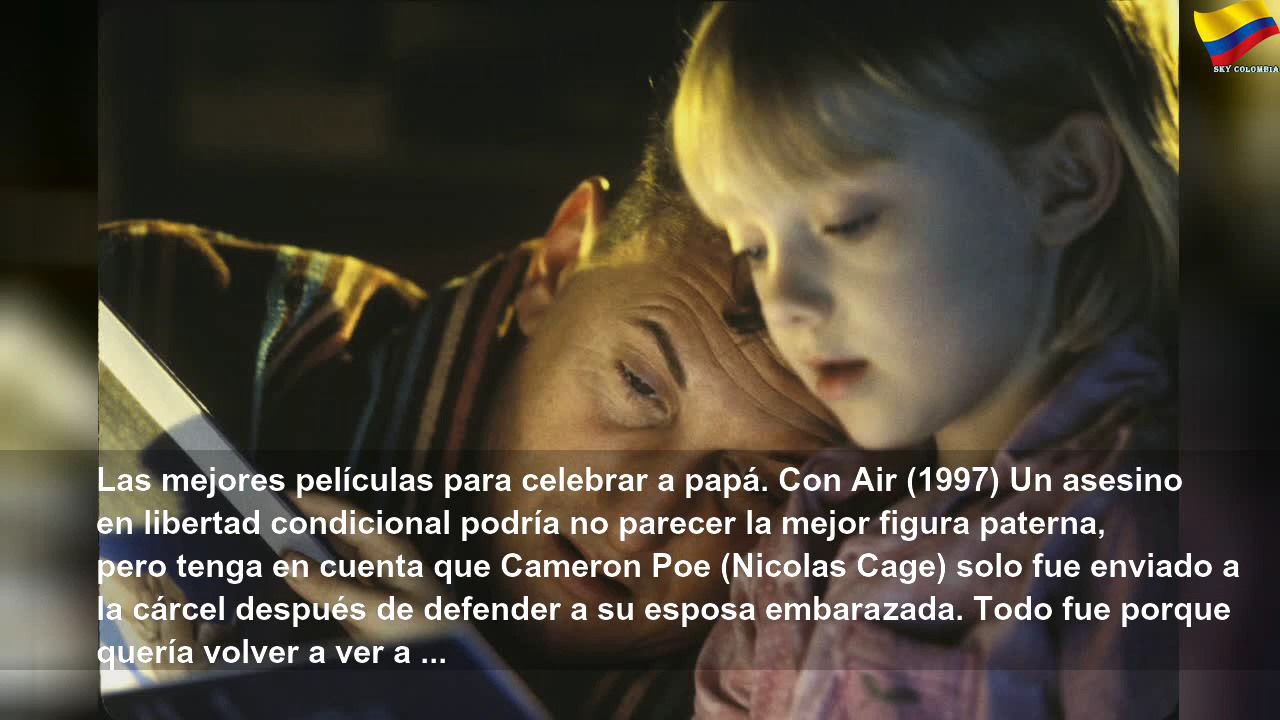 SKY COLOMBIA
Las mejores películas para celebrar a papá. Con Air (1997) Un asesino
en libertad condicional podría no parecer la mejor figura paterna,
pero tenga en cuenta que Cameron Poe (Nicolas Cage) solo fue enviado a
la cárcel después de defender a su esposa embarazada. Todo fue porque
quería volver a ver a ...